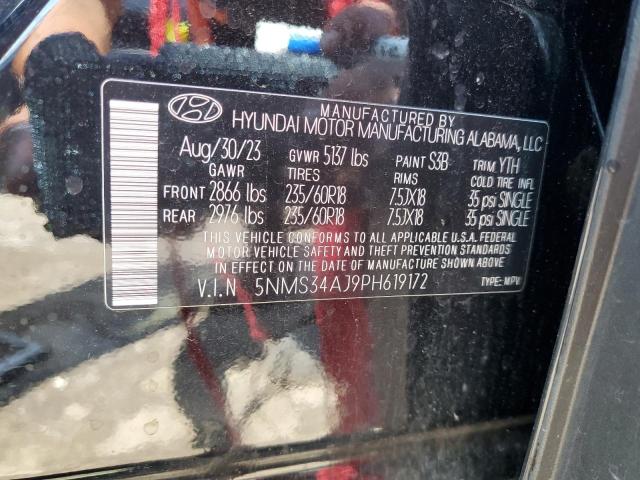 MANUFACTURED BY
HYUNDAI MOTOR MANUFACTURING ALABAMA, LLC
Aug/30/23 GVWR 5137 lbs PAINT S3B TRIM: YTH
GAWR TIRES RIMS COLD TIRE INFL
FRONT 2866 lbs 235/60R18 7.5JX18 35 psi SINGLE
REAR 2976 lbs 235/60R18 7.5JX18 35 psi SINGLE
THIS VEHICLE CONFORMS TO ALL APPLICABLE U.S.A. FEDERAL
MOTOR VEHICLE SAFETY AND THEFT PREVENTION STANDARDS
IN EFFECT ON THE DATE OF MANUFACTURE SHOWN ABOVE.
V.I.N 5NMS34AJ9PH619172 TYPE: MPV